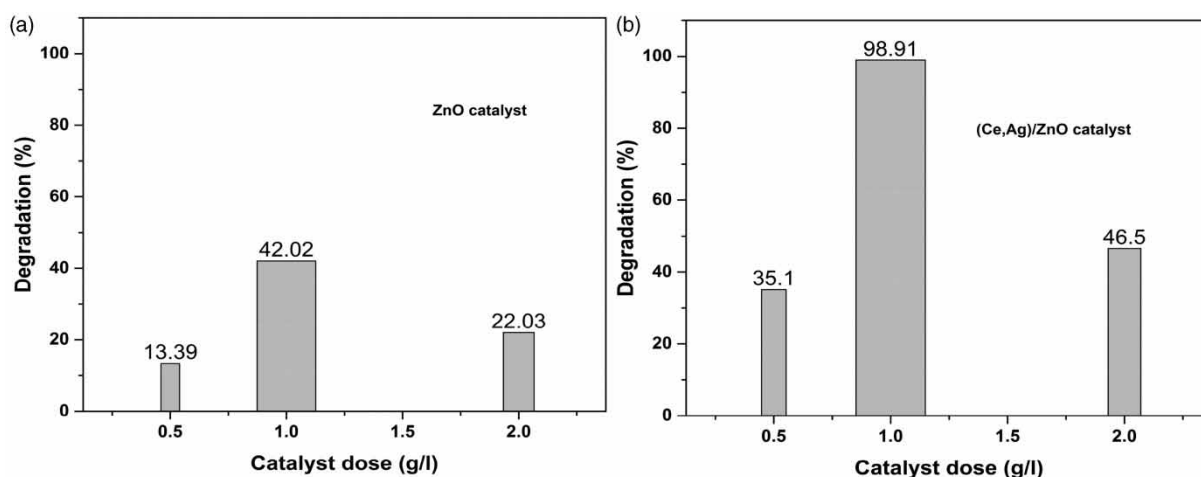 (a)
ZnO catalyst
Degradation (%)
100
80
60
40
20
0
13.39
42.02
22.03
0.5 1.0 1.5 2.0
Catalyst dose (g/l)
(b)
(Ce,Ag)/ZnO catalyst
Degradation (%)
100
80
60
40
20
0
35.1
98.91
46.5
0.5 1.0 1.5 2.0
Catalyst dose (g/l)